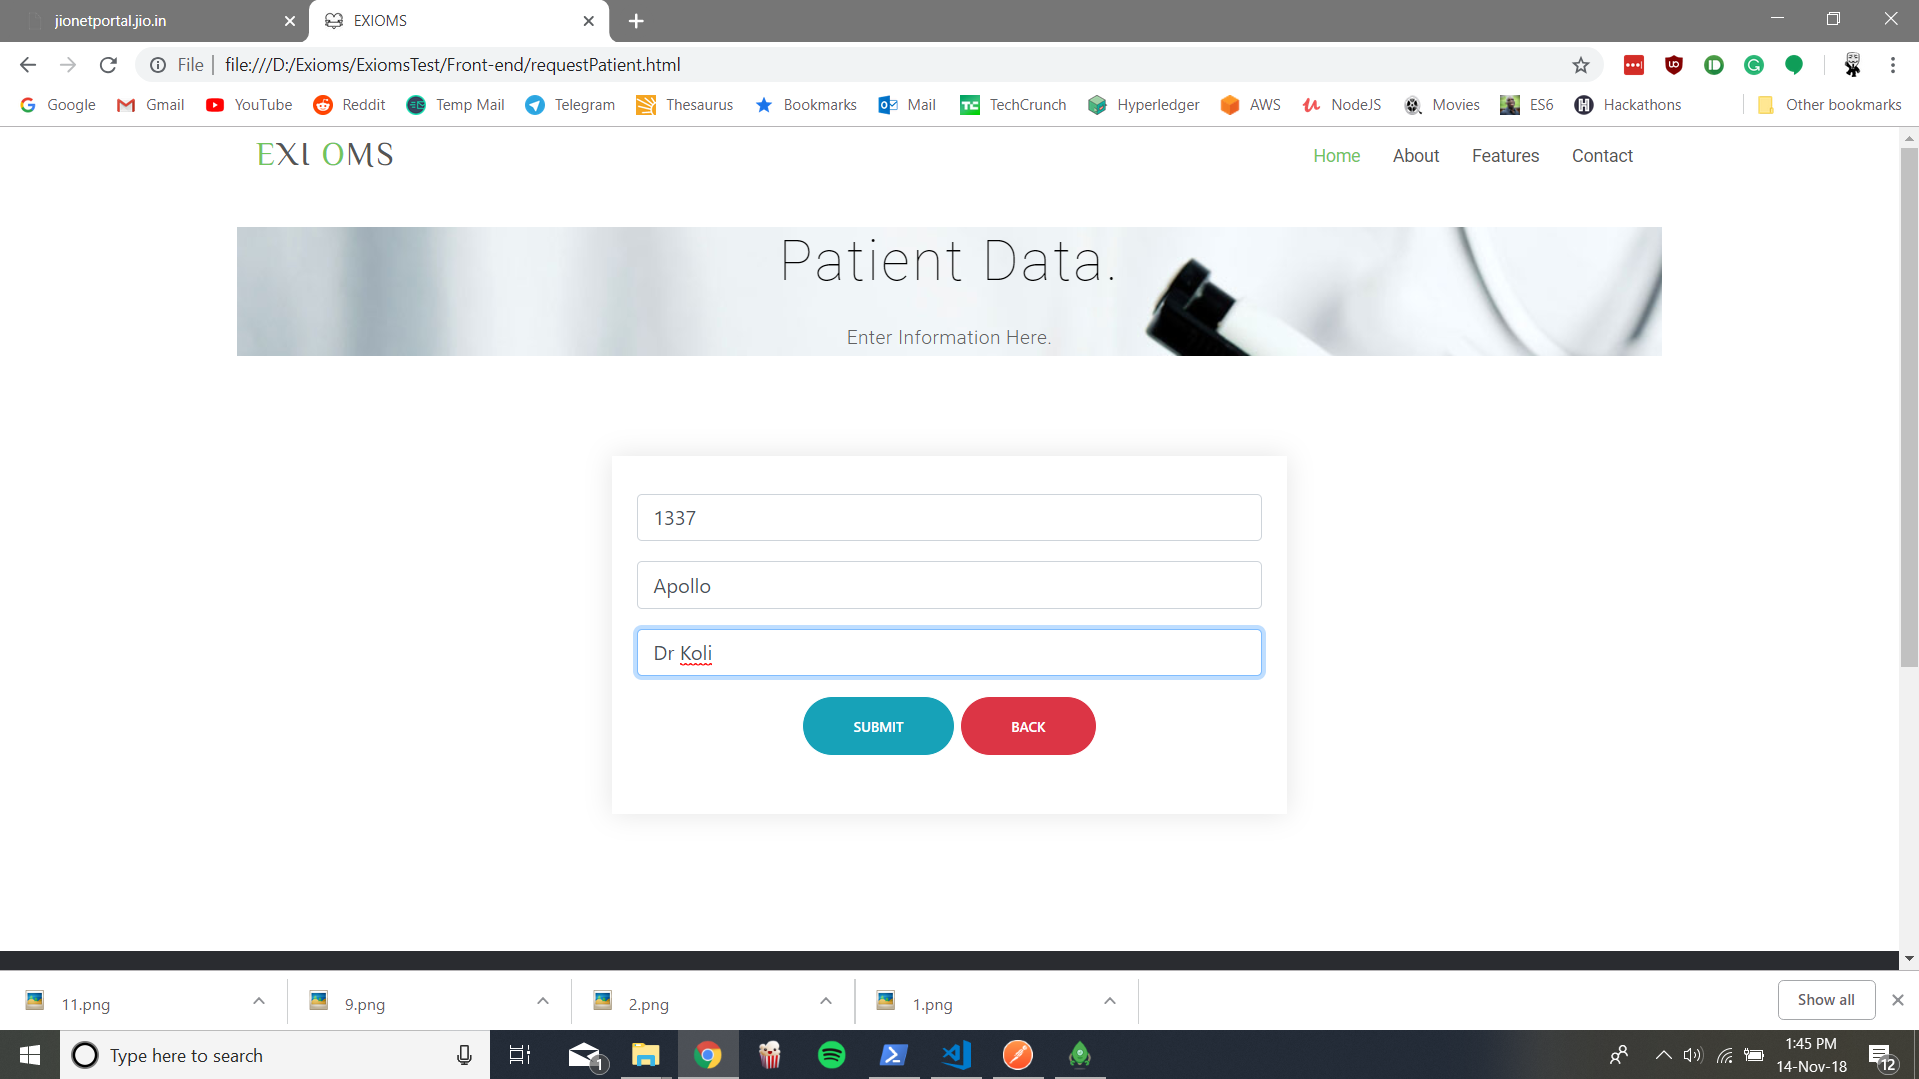 jionetportal.jio.in
EXIOMS
File
file:///D:/Exioms/ExiomsTest/Front-end/requestPatient.html
Google
Gmail
YouTube
Reddit
Temp Mail
Telegram
Thesaurus
Bookmarks
Mail
TechCrunch
Hyperledger
AWS
NodeJS
Movies
ES6
Hackathons
Other bookmarks
EXI OMS
Home
About
Features
Contact
Patient Data.
Enter Information Here.
1337
Apollo
Dr Koli
SUBMIT
BACK
11.png
9.png
2.png
1.png
Show all
Type here to search
1
1:45 PM
14-Nov-18
12